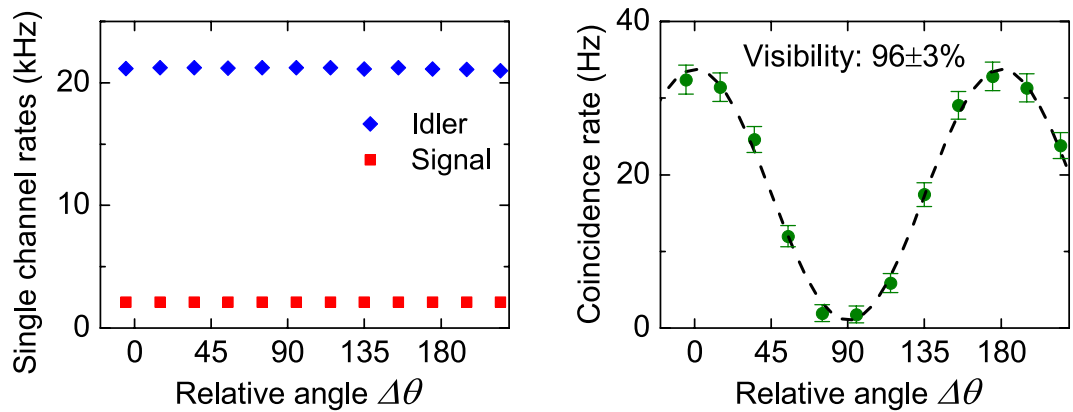 Single channel rates (kHz)
20
10
0
Idler
Signal
0 45 90 135 180
Relative angle Δθ
Coincidence rate (Hz)
40
20
0
Visibility: 96±3%
0 45 90 135 180
Relative angle Δθ